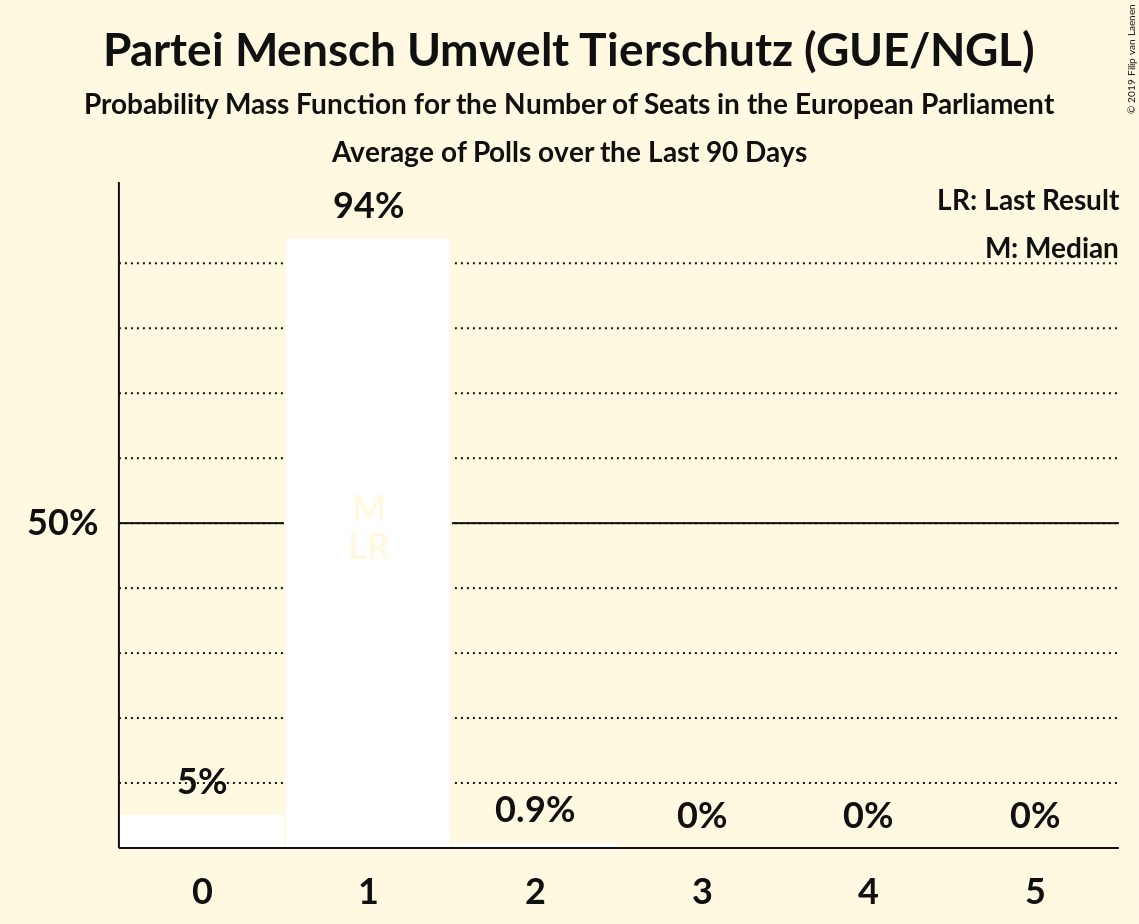 Partei Mensch Umwelt Tierschutz (GUE/NGL)
Probability Mass Function for the Number of Seats in the European Parliament
Average of Polls over the Last 90 Days
© 2019 Filip van Laenen
LR: Last Result
M: Median
94%
50%
M
LR
5%
0.9%
0%
0%
0%
0
1
2
3
4
5